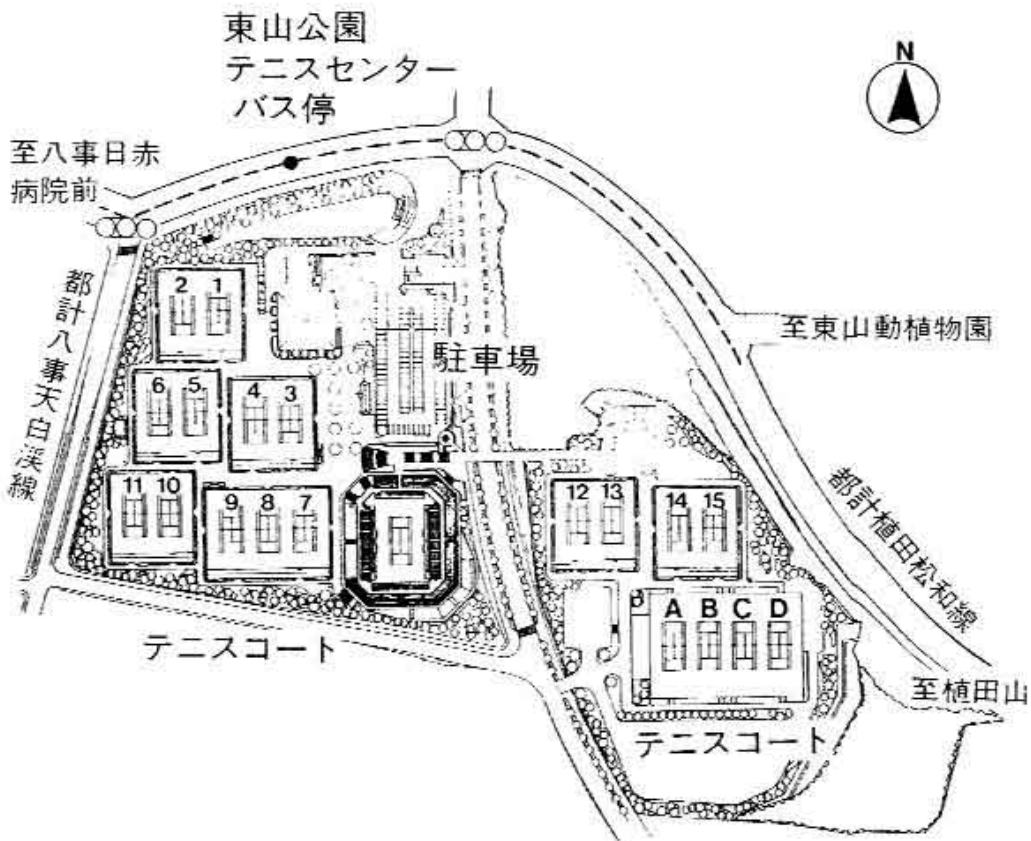 東山公園
テニスセンター
バス停
N
至八事日赤
病院前
都計八事天白渓線
2 1
駐車場
至東山動植物園
6 5
4 3
11 10
9 8 7
12 13
14 15
都計植田松和線
A B C D
テニスコート
至植田山
テニスコート